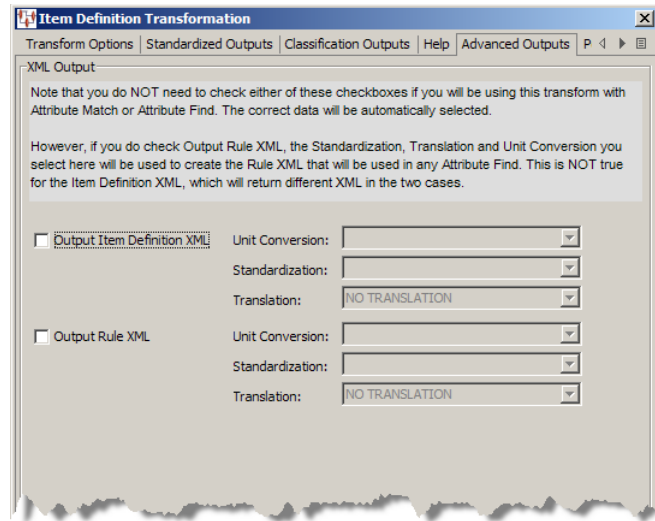 Item Definition Transformation
Transform Options Standardized Outputs Classification Outputs Help Advanced Outputs P
XML Output
Note that you do NOT need to check either of these checkboxes if you will be using this transform with
Attribute Match or Attribute Find. The correct data will be automatically selected.
However, if you do check Output Rule XML, the Standardization, Translation and Unit Conversion you
select here will be used to create the Rule XML that will be used in any Attribute Find. This is NOT true
for the Item Definition XML, which will return different XML in the two cases.
Output Item Definition XML Unit Conversion:
Standardization:
Translation: NO TRANSLATION
Output Rule XML Unit Conversion:
Standardization:
Translation: NO TRANSLATION